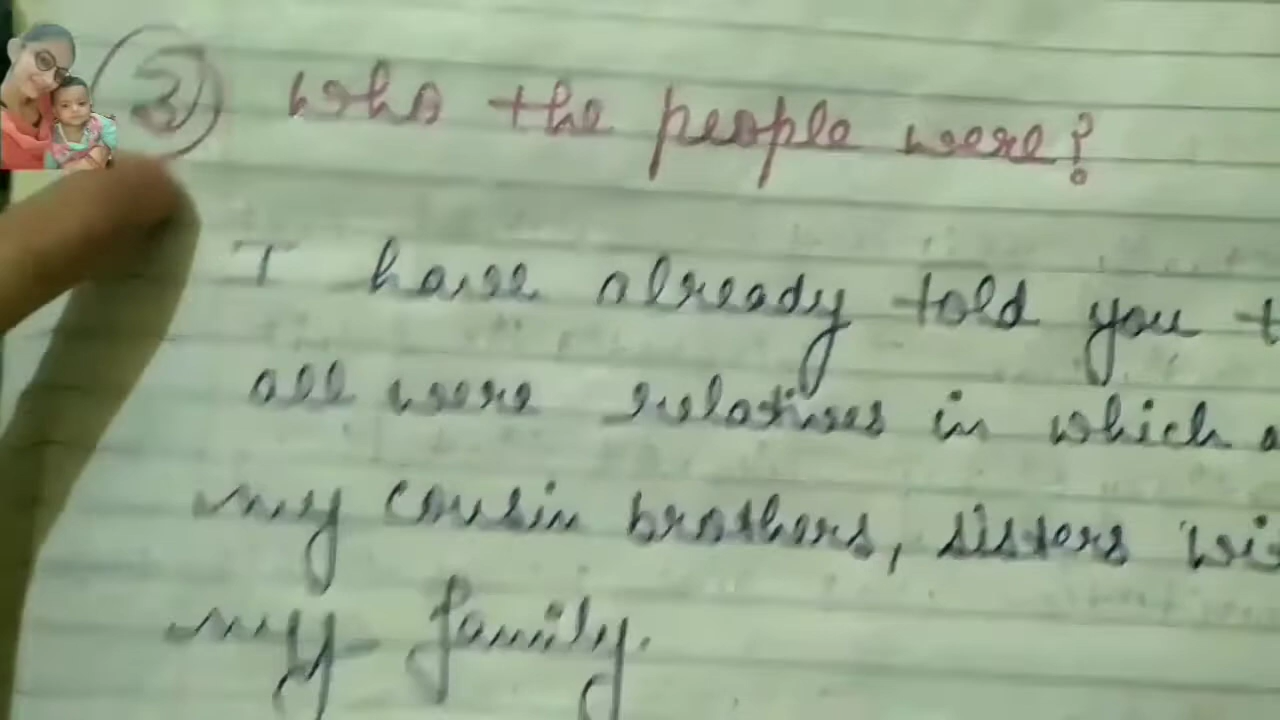 3) Who the people were?
I have already told you t
all were relatives in which a
my cousin brothers, sisters wi
my family.